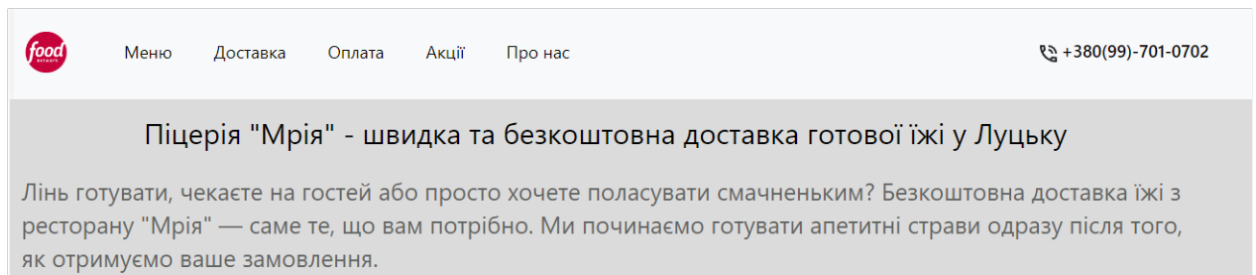 food
NETWORK
Меню Доставка Оплата Акції Про нас +380(99)-701-0702
Піцерія "Мрія" - швидка та безкоштовна доставка готової їжі у Луцьку
Лінь готувати, чекаєте на гостей або просто хочете поласувати смачненьким? Безкоштовна доставка їжі з
ресторану "Мрія" — саме те, що вам потрібно. Ми починаємо готувати апетитні страви одразу після того,
як отримуємо ваше замовлення.